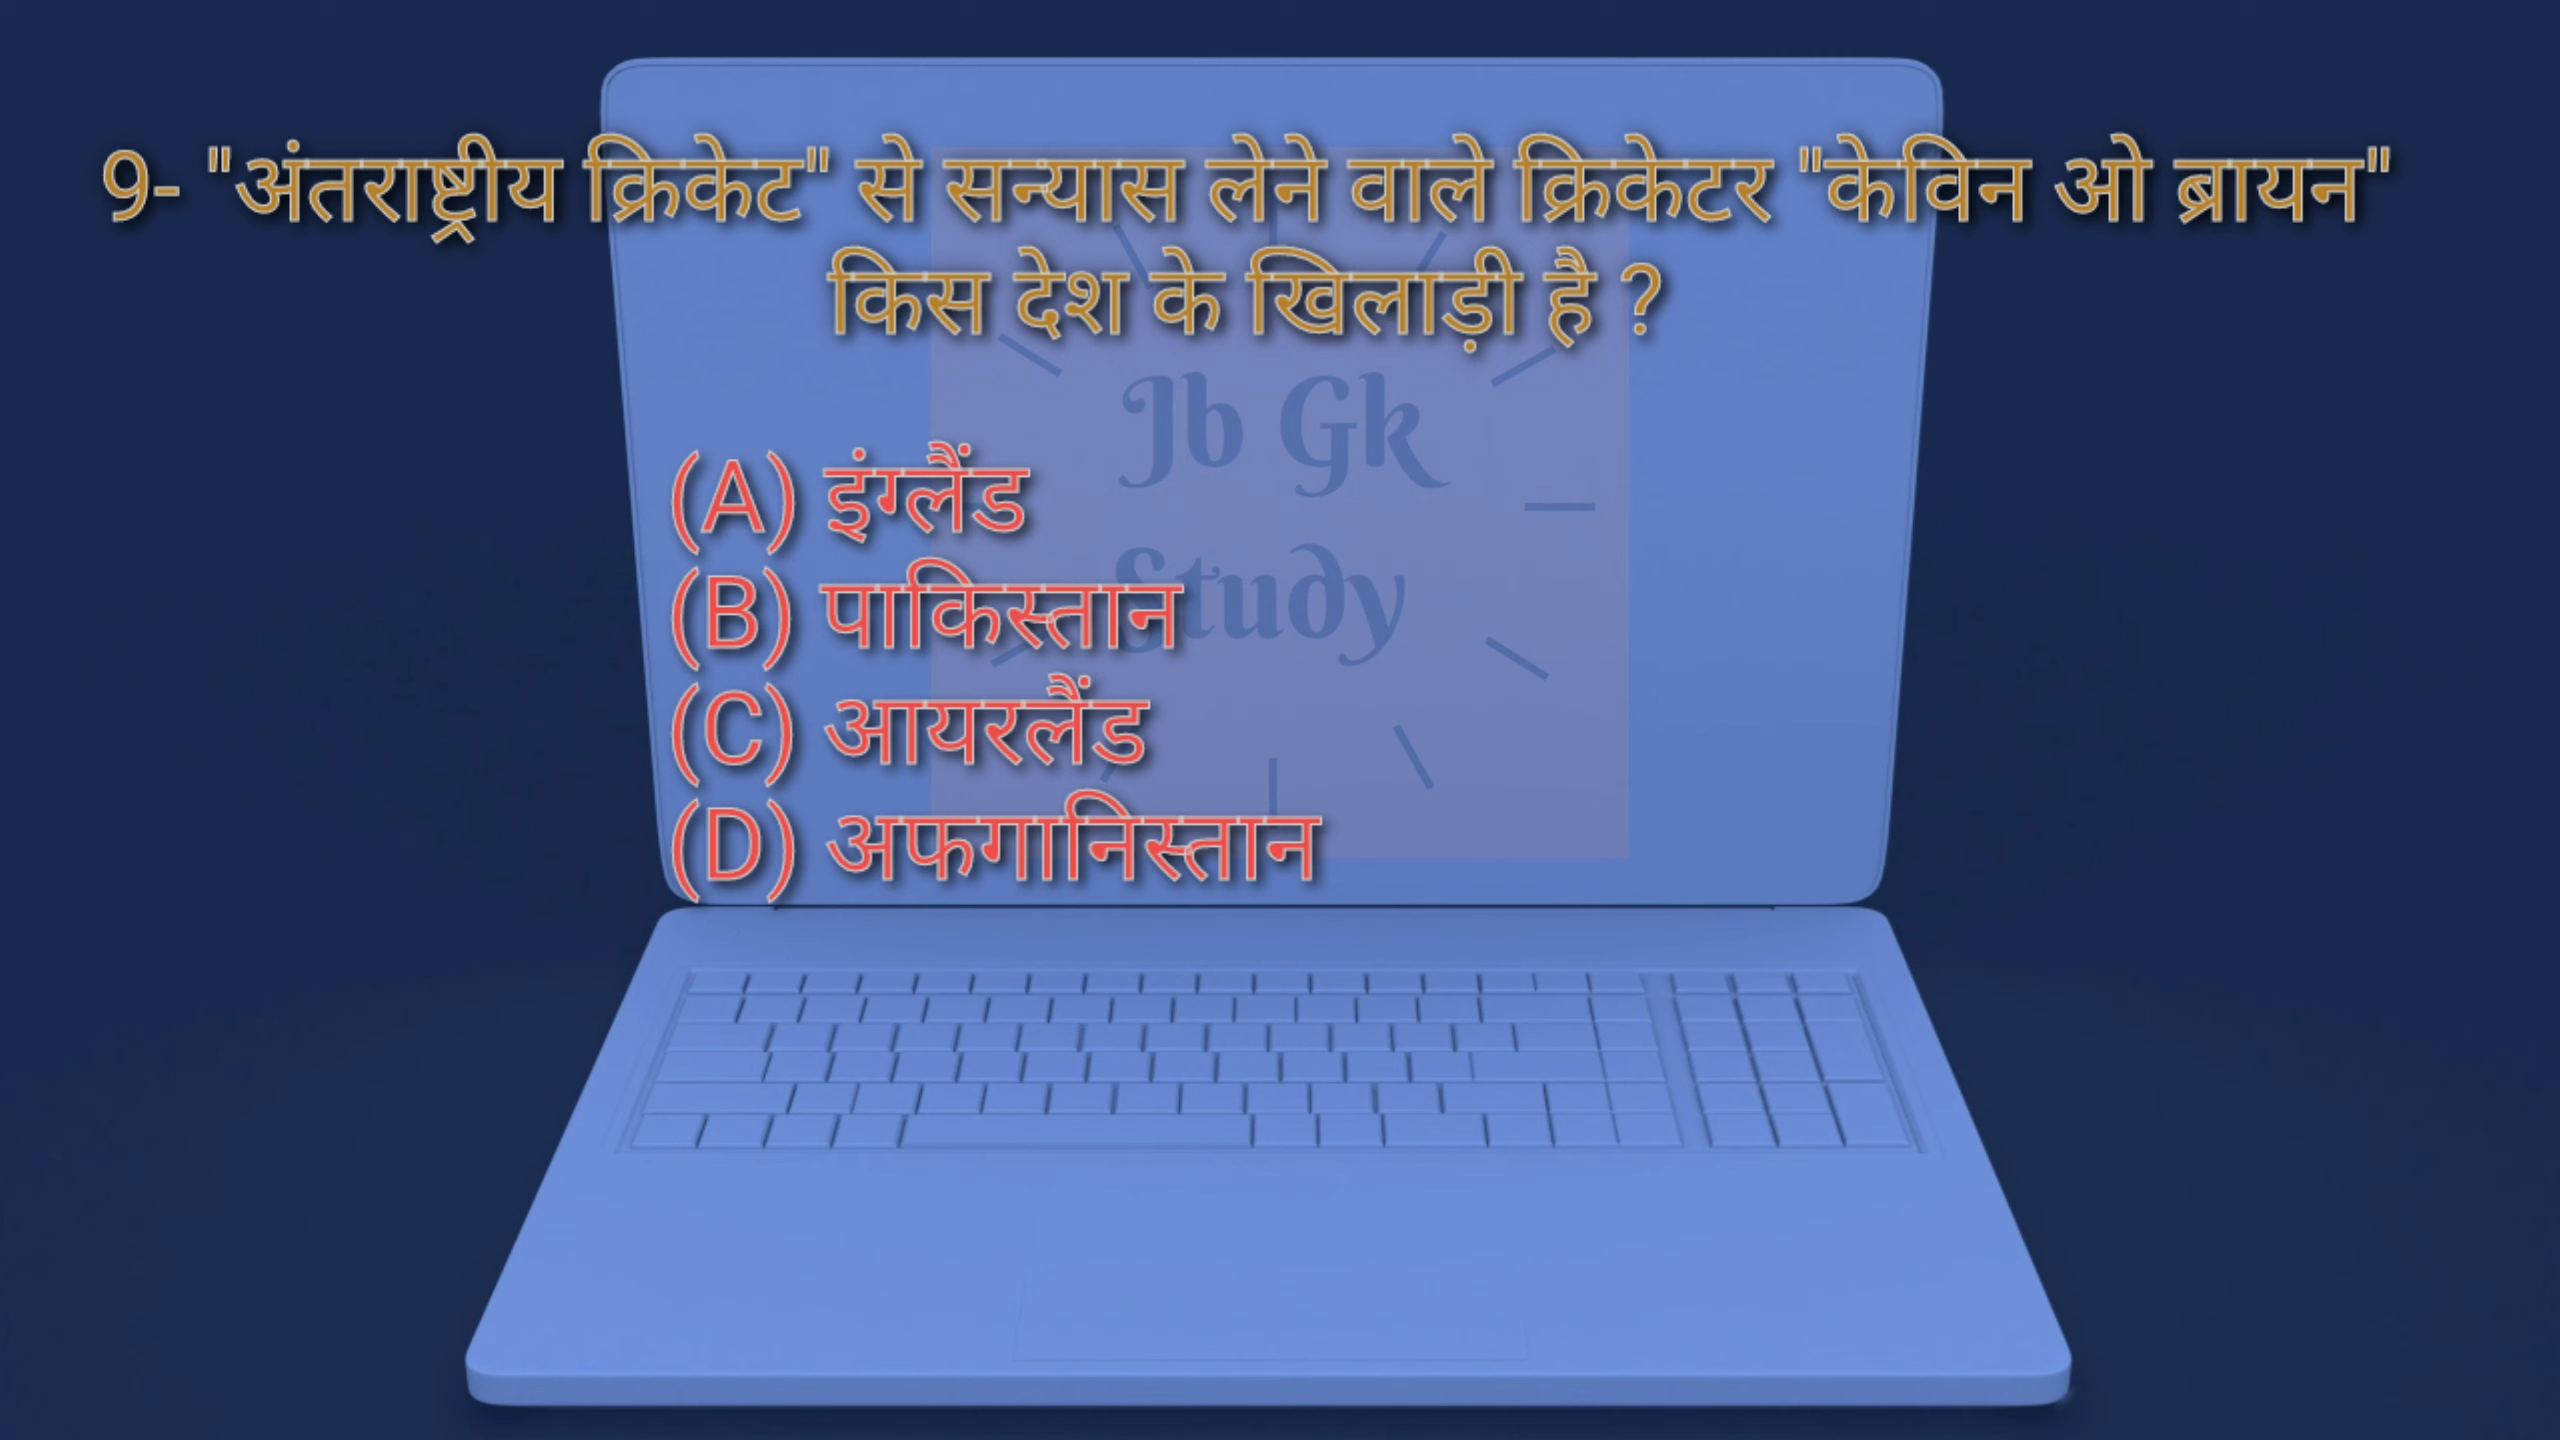 9- "अंतराष्ट्रीय क्रिकेट" से सन्यास लेने वाले क्रिकेटर "केविन ओ ब्रायन"
किस देश के खिलाड़ी है ?
Jb Gk
Study
(A) इंग्लैंड
(B) पाकिस्तान
(C) आयरलैंड
(D) अफगानिस्तान